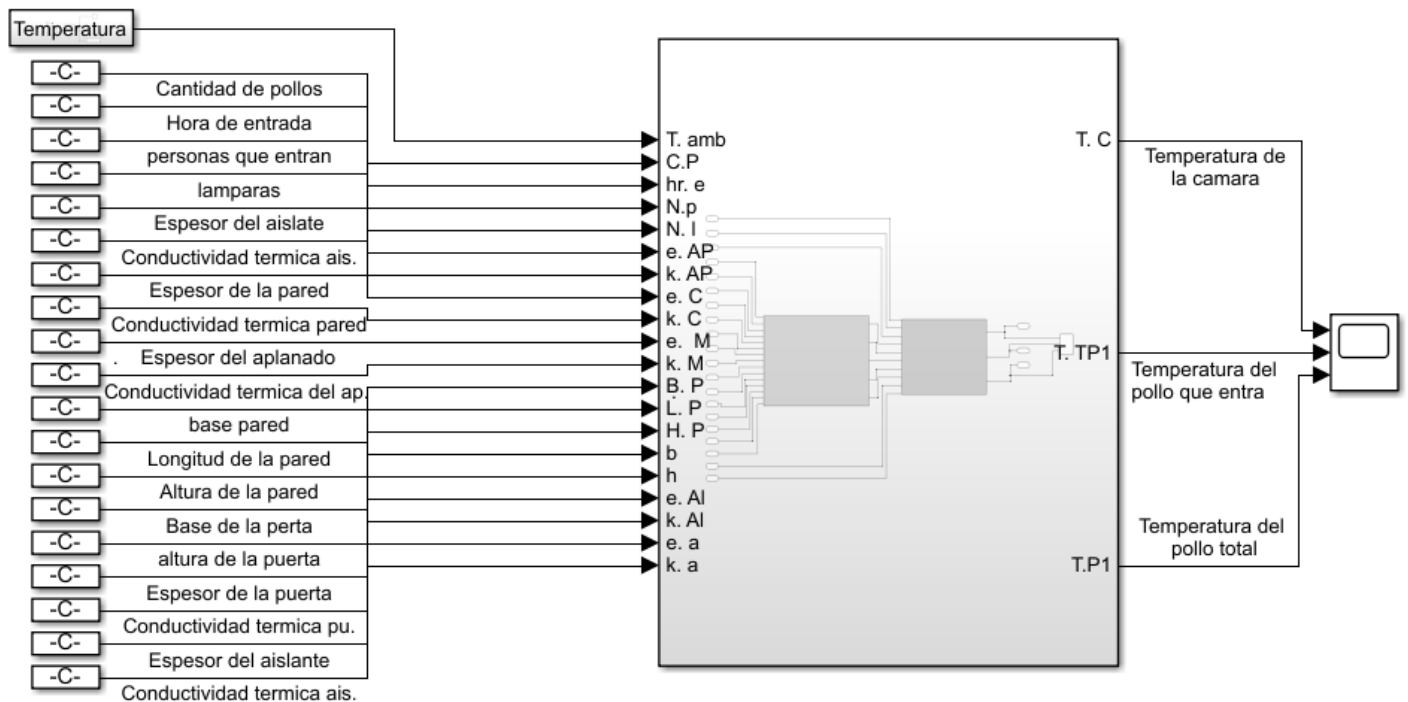 Temperatura
-C-
Cantidad de pollos
-C-
Hora de entrada
-C-
personas que entran
-C-
lamparas
-C-
Espesor del aislate
-C-
Conductividad termica ais.
-C-
Espesor de la pared
-C-
Conductividad termica pared
-C-
. Espesor del aplanado
-C-
Conductividad termica del ap.
-C-
base pared
-C-
Longitud de la pared
-C-
Altura de la pared
-C-
Base de la perta
-C-
altura de la puerta
-C-
Espesor de la puerta
-C-
Conductividad termica pu.
-C-
Espesor del aislante
-C-
Conductividad termica ais.
T. amb
C.P
hr. e
N.p
N. l
e. AP
k. AP
e. C
k. C
e. M
k. M
B. P
L. P
H. P
b
h
e. Al
k. Al
e. a
k. a
T. C
T. TP1
T.P1
Temperatura de
la camara
Temperatura del
pollo que entra
Temperatura del
pollo total